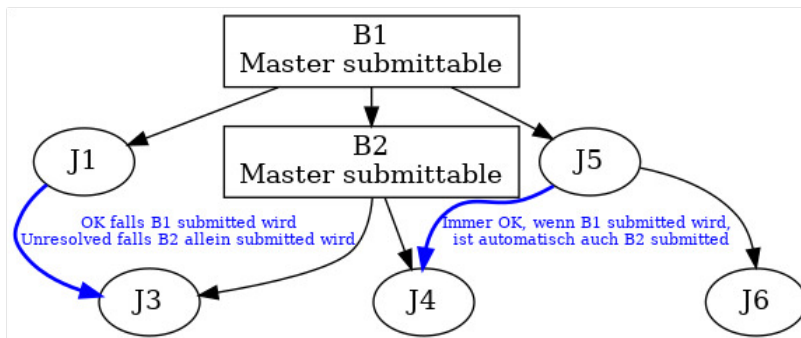 B1
Master submittable
J1
B2
Master submittable
J5
OK falls B1 submitted wird
Unresolved falls B2 allein submitted wird
Immer OK, wenn B1 submitted wird,
ist automatisch auch B2 submitted
J3
J4
J6